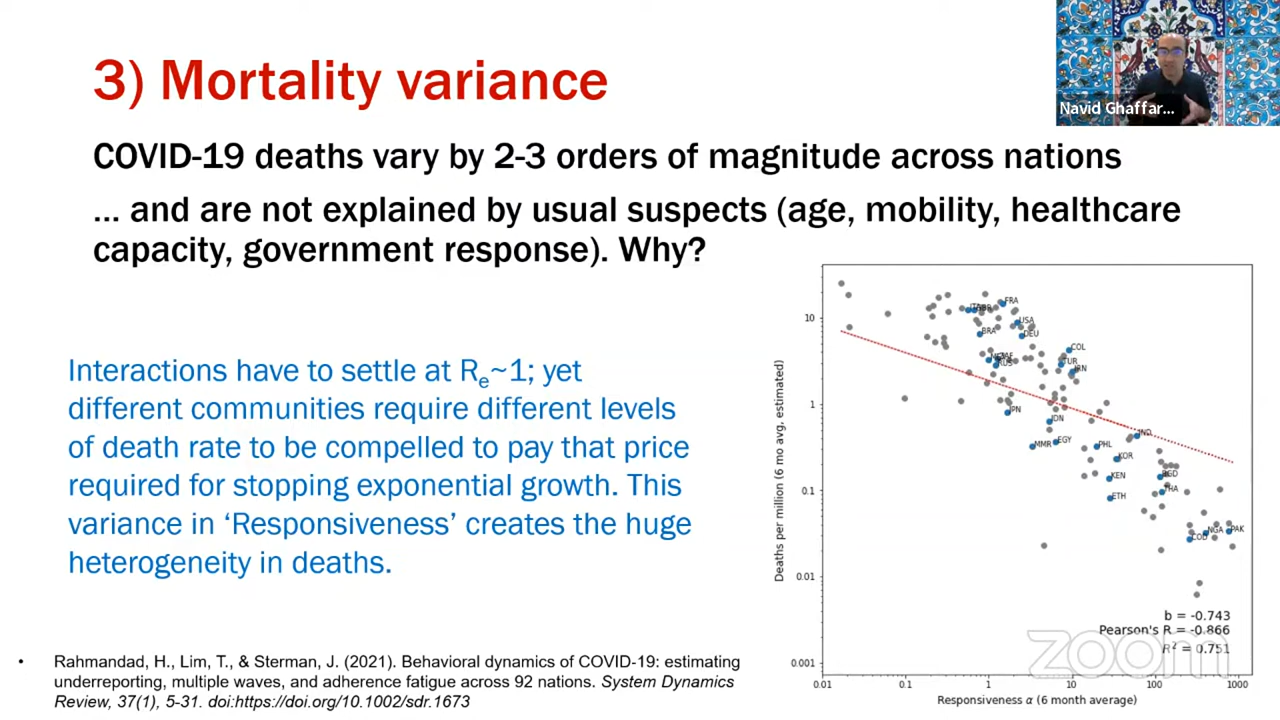 3) Mortality variance
Navid Ghaffar...
COVID-19 deaths vary by 2-3 orders of magnitude across nations
... and are not explained by usual suspects (age, mobility, healthcare
capacity, government response). Why?
Interactions have to settle at Re~1; yet
different communities require different levels
of death rate to be compelled to pay that price
required for stopping exponential growth. This
variance in ‘Responsiveness’ creates the huge
heterogeneity in deaths.
Rahmandad, H., Lim, T., & Sterman, J. (2021). Behavioral dynamics of COVID-19: estimating
underreporting, multiple waves, and adherence fatigue across 92 nations. System Dynamics
Review, 37(1), 5-31. doi:https://doi.org/10.1002/sdr.1673
Deaths per million (6 mo avg. estimated)
10
1
0.1
0.01
0.001
FRA
GBR
USA
BRA
DEU
COL
TUR
IRN
RUS
JPN
IDN
IND
MMR
EGY
PHL
KOR
KEN
BGD
ETH
THA
COD
NGA
PAK
b = -0.743
Pearson's R = -0.866
R² = 0.751
zoom
0.01
0.1
1
10
100
1000
Responsiveness α (6 month average)